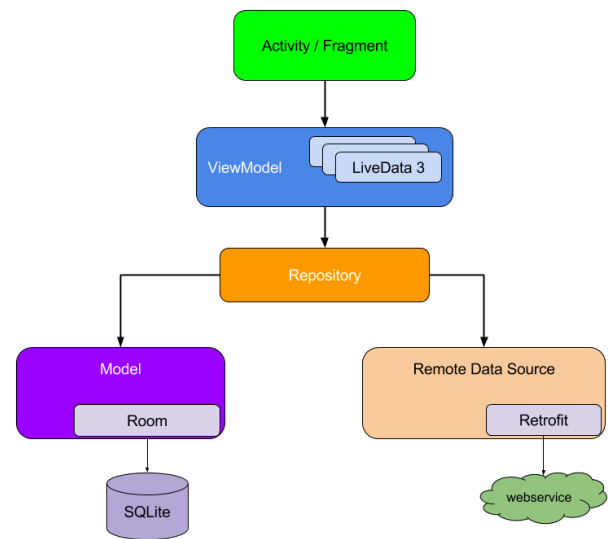 Activity / Fragment
ViewModel
LiveData 3
Repository
Model
Room
SQLite
Remote Data Source
Retrofit
webservice